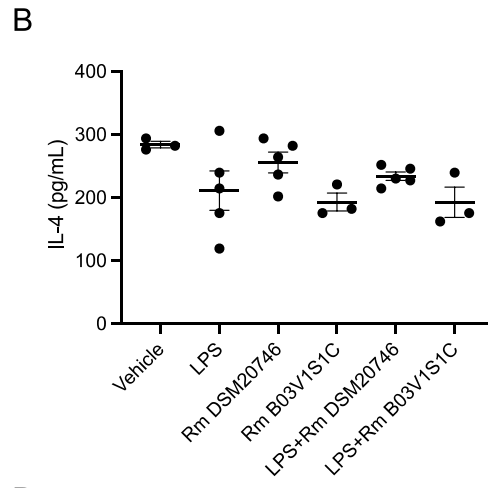 B
IL-4 (pg/mL)
400
300
200
100
0
Vehicle
LPS
Rm DSM20746
Rm B03V1S1C
LPS+Rm DSM20746
LPS+Rm B03V1S1C